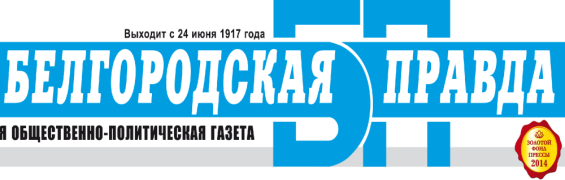 Выходит с 24 июня 1917 года
БП
БЕЛГОРОДСКАЯ ПРАВДА
Я ОБЩЕСТВЕННО-ПОЛИТИЧЕСКАЯ ГАЗЕТА
ЗОЛОТОЙ
ФОНД
ПРЕССЫ
2014